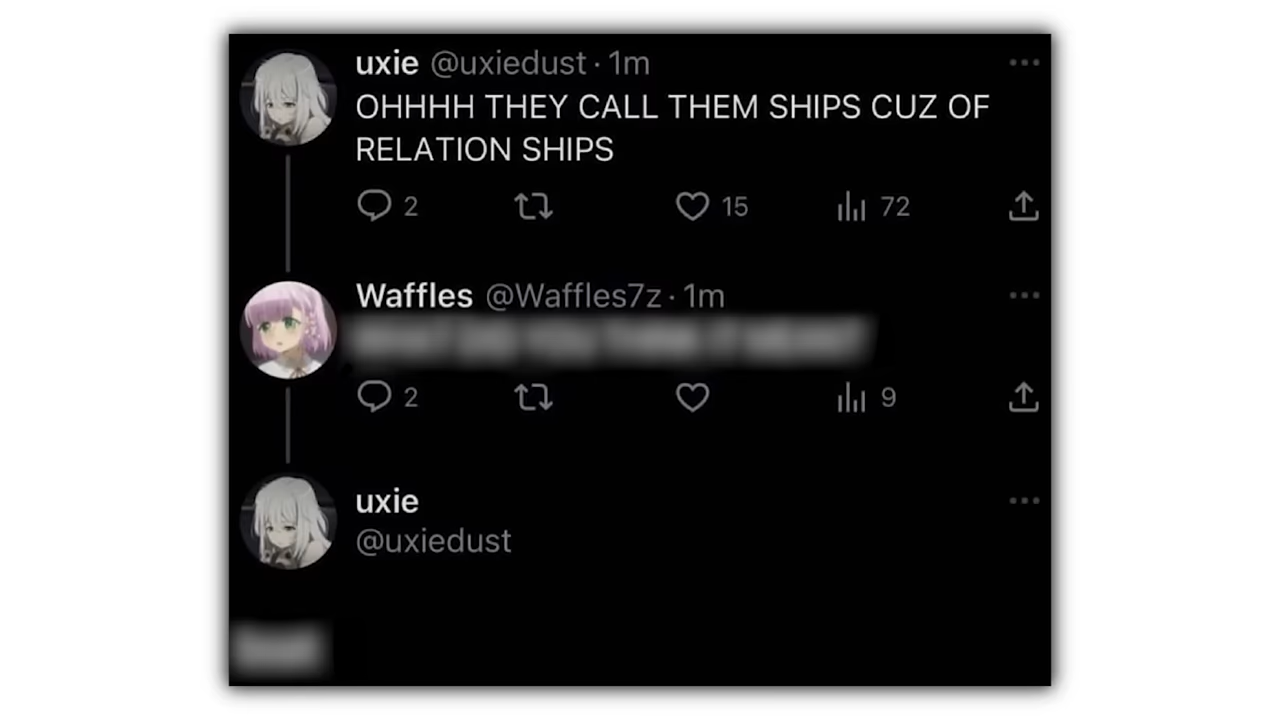 uxie @uxiedust · 1m
OHHHH THEY CALL THEM SHIPS CUZ OF
RELATION SHIPS
2 15 72
Waffles @Waffles7z · 1m
2 9
uxie
@uxiedust